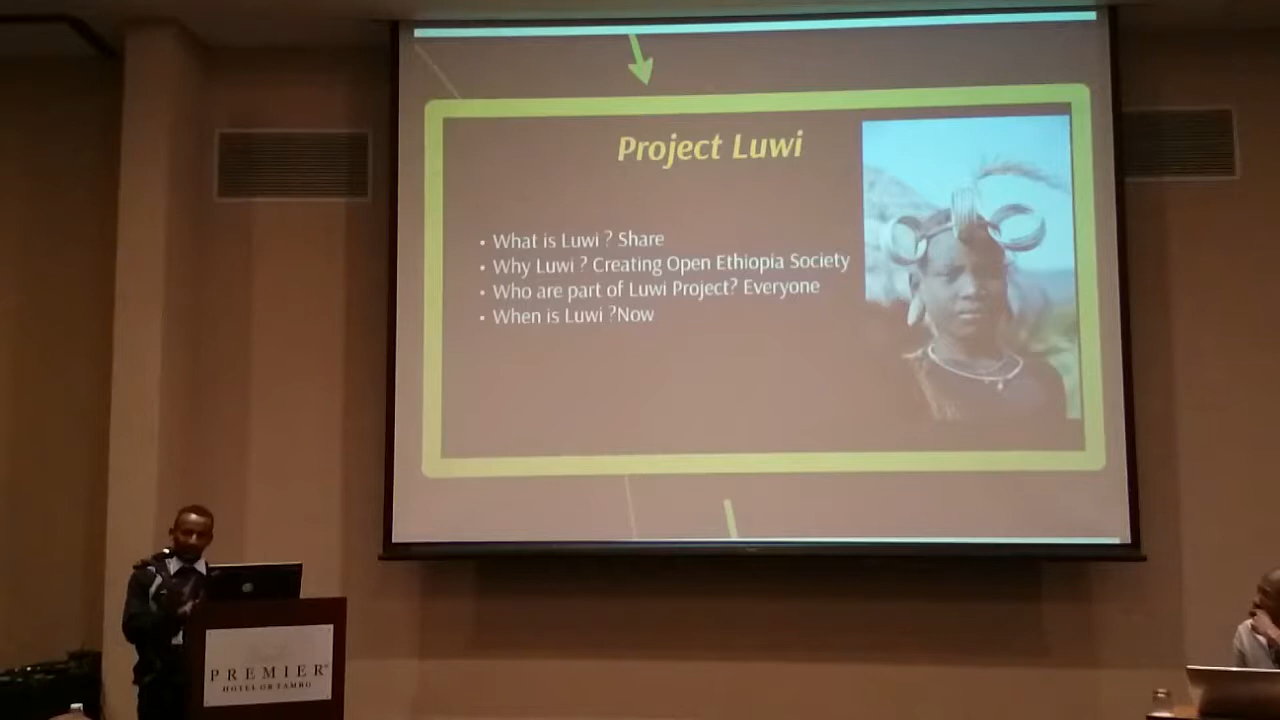 Project Luwi
• What is Luwi ? Share
• Why Luwi ? Creating Open Ethiopia Society
• Who are part of Luwi Project? Everyone
• When is Luwi ?Now
PREMIER
HOTEL OR TAMBO